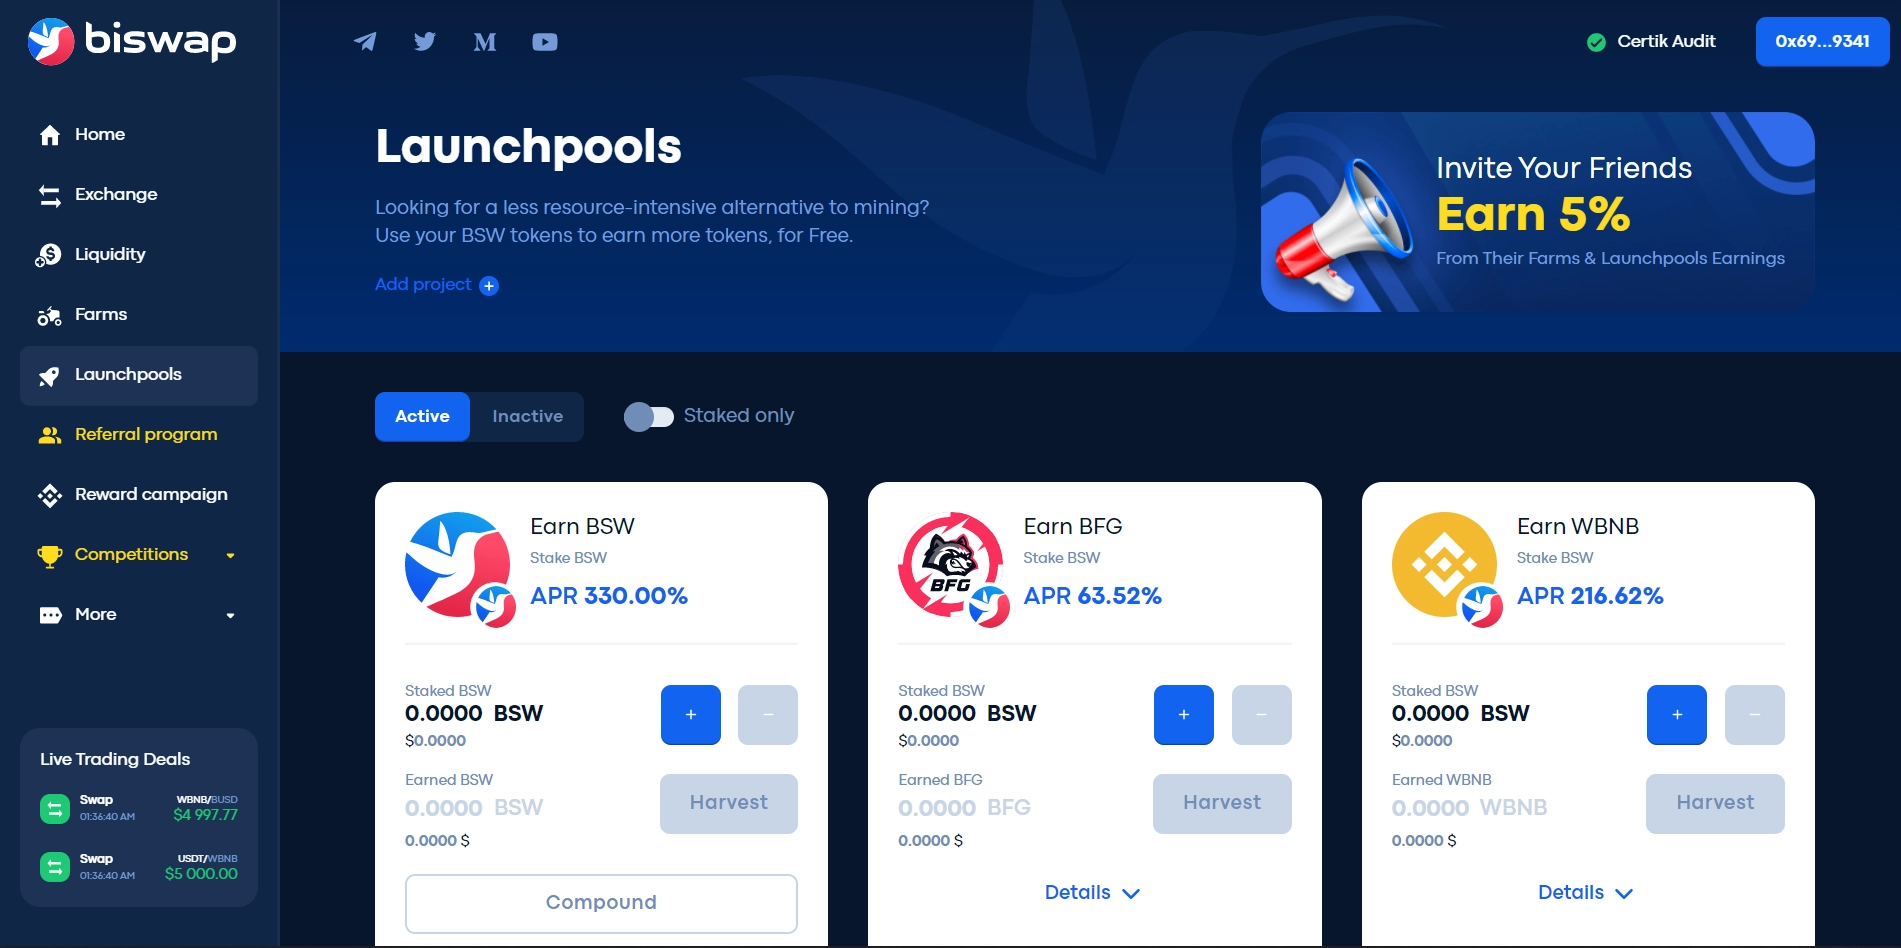 biswap
Home
Exchange
Liquidity
Farms
Launchpools
Referral program
Reward campaign
Competitions
More
Live Trading Deals
Swap WBNB/BUSD
01:36:40 AM $4 997.77
Swap USDT/WBNB
01:36:40 AM $5 000.00
Certik Audit
0x69...9341
Launchpools
Looking for a less resource-intensive alternative to mining?
Use your BSW tokens to earn more tokens, for Free.
Add project
Invite Your Friends
Earn 5%
From Their Farms & Launchpools Earnings
Active Inactive Staked only
Earn BSW
Stake BSW
APR 330.00%
Staked BSW
0.0000 BSW + −
$0.0000
Earned BSW
0.0000 BSW Harvest
0.0000 $
Compound
BFG
Earn BFG
Stake BSW
APR 63.52%
Staked BSW
0.0000 BSW + −
$0.0000
Earned BFG
0.0000 BFG Harvest
0.0000 $
Details
Earn WBNB
Stake BSW
APR 216.62%
Staked BSW
0.0000 BSW + −
$0.0000
Earned WBNB
0.0000 WBNB Harvest
0.0000 $
Details